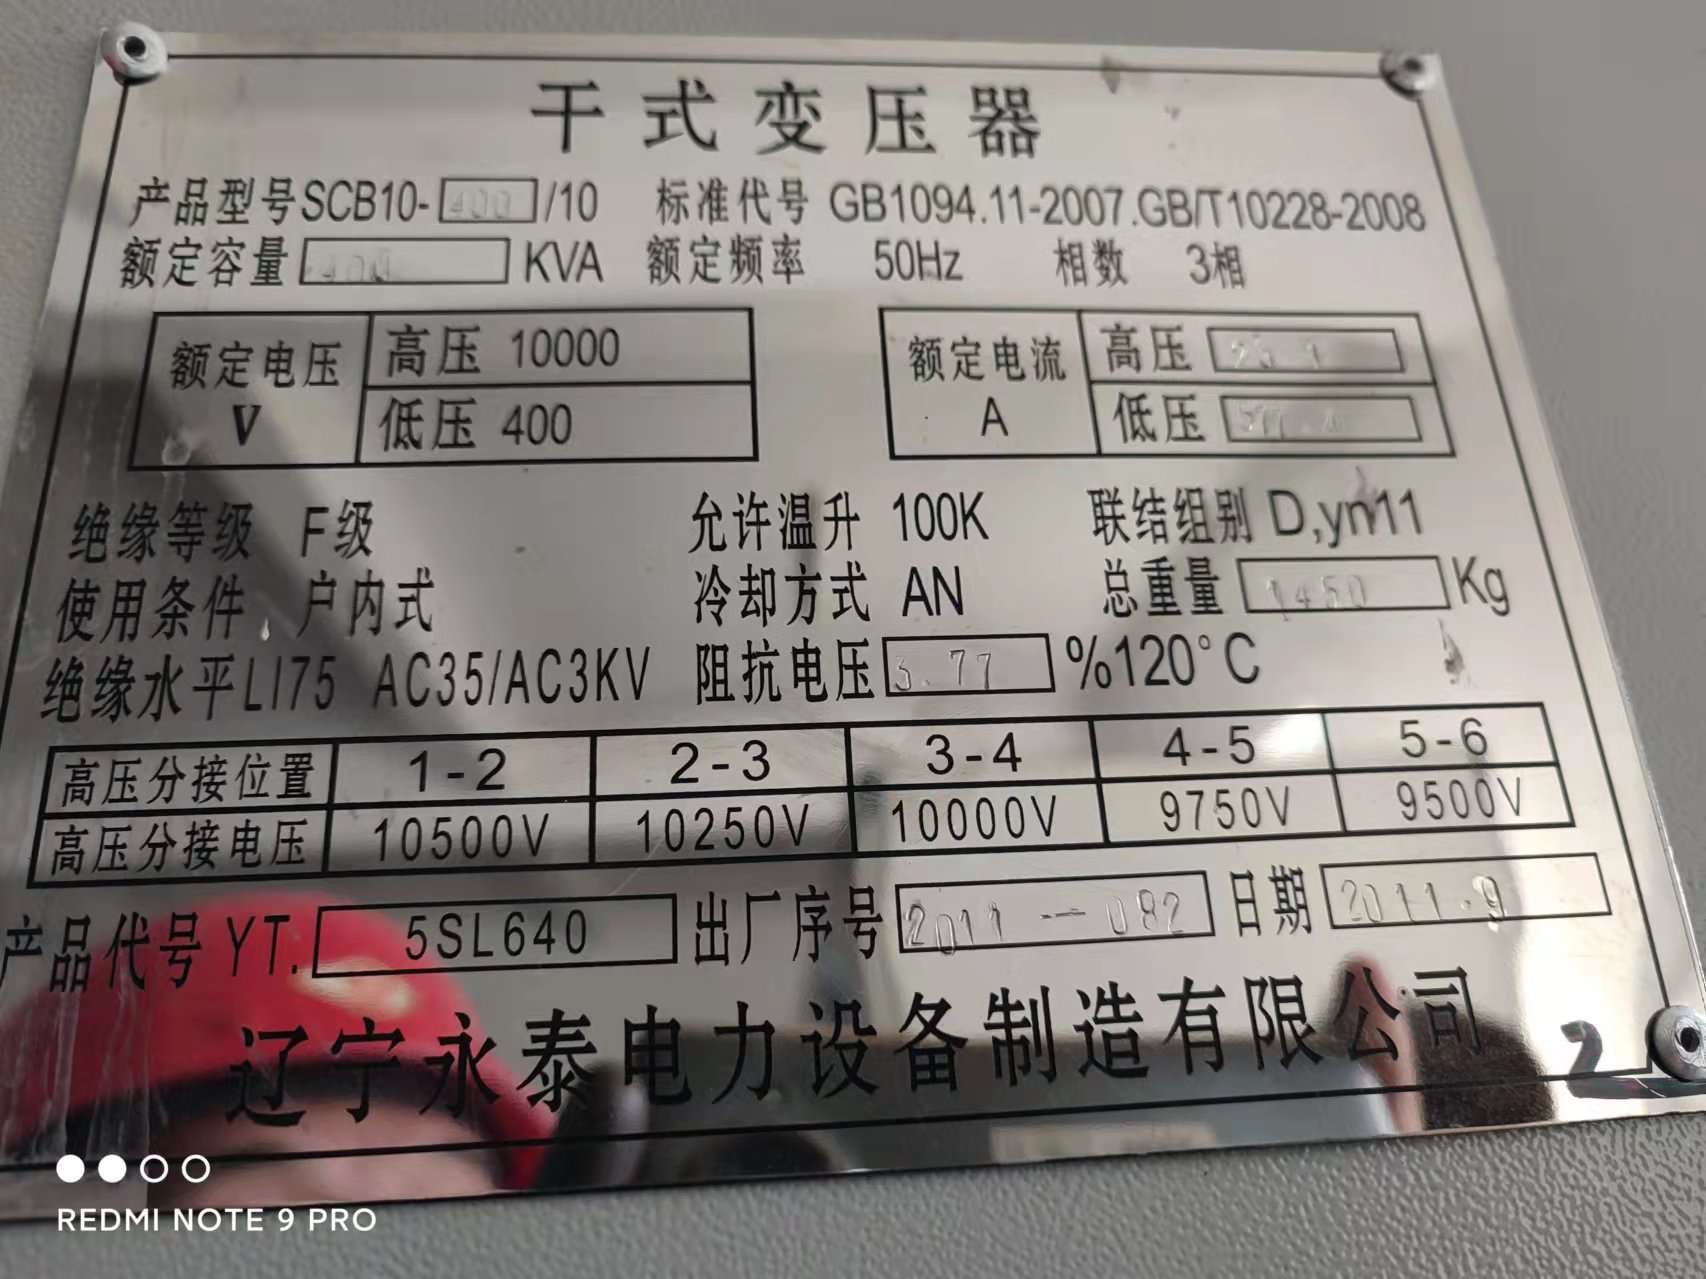 干式变压器
产品型号SCB10-400/10 标准代号 GB1094.11-2007.GB/T10228-2008
额定容量 400 KVA 额定频率 50Hz 相数 3相
额定电压 V 高压 10000 额定电流 A 高压
低压 400 低压
绝缘等级 F级 允许温升 100K 联结组别 D,yn11
使用条件 户内式 冷却方式 AN 总重量 1450 Kg
绝缘水平LI75 AC35/AC3KV 阻抗电压 3.77 %120°C
高压分接位置 1-2 2-3 3-4 4-5 5-6
高压分接电压 10500V 10250V 10000V 9750V 9500V
产品代号 YT. 5SL640 出厂序号 2011-082 日期 2011.9
辽宁永泰电力设备制造有限公司
2
REDMI NOTE 9 PRO